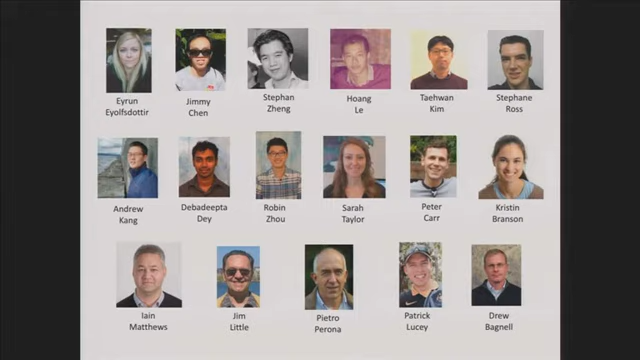 Eyrun Eyolfsdottir
Jimmy Chen
Stephan Zheng
Hoang Le
Taehwan Kim
Stephane Ross
Andrew Kang
Debadeepta Dey
Robin Zhou
Sarah Taylor
Peter Carr
Kristin Branson
Iain Matthews
Jim Little
Pietro Perona
Patrick Lucey
Drew Bagnell